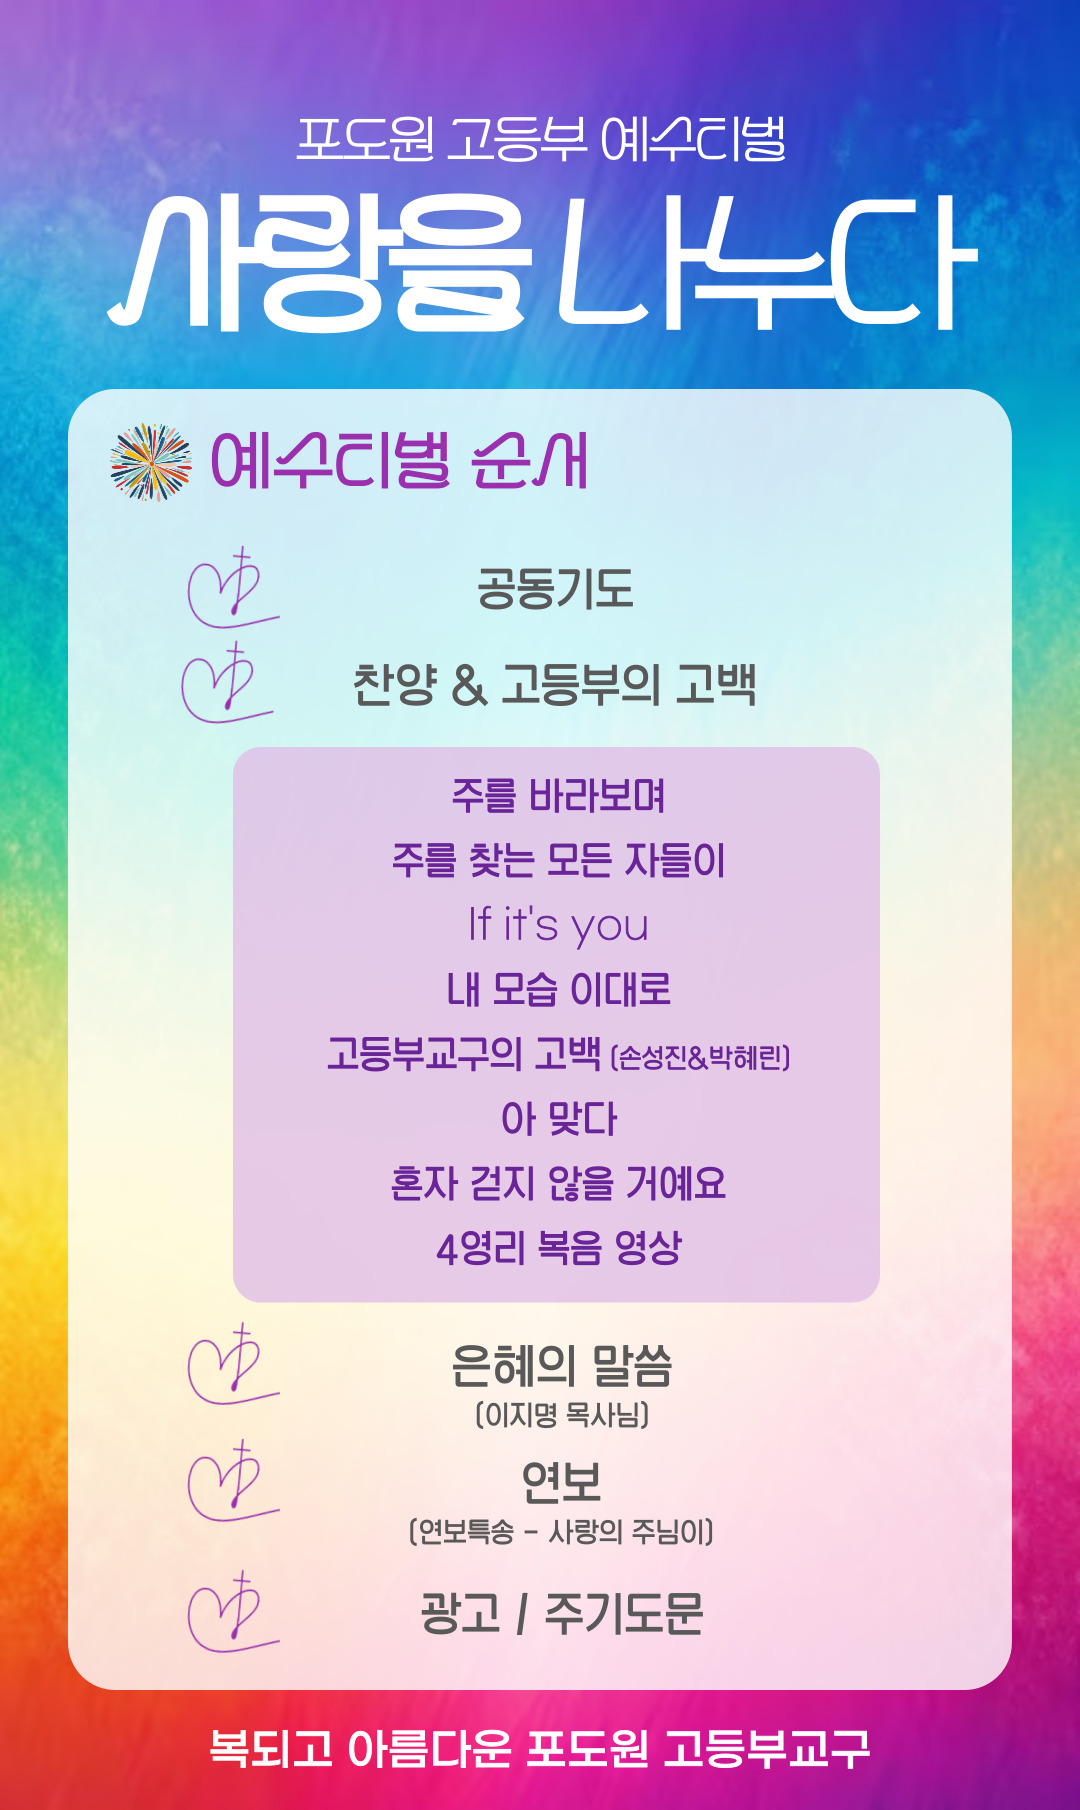 포도원 고등부 예수티벌
사랑을 나누다
예수티벌 순서
공동기도
찬양 & 고등부의 고백
주를 바라보며
주를 찾는 모든 자들이
If it's you
내 모습 이대로
고등부교구의 고백 (손성진&박혜린)
아 맞다
혼자 걷지 않을 거예요
4영리 복음 영상
은혜의 말씀
(이지명 목사님)
연보
(연보특송 - 사랑의 주님이)
광고 / 주기도문
복되고 아름다운 포도원 고등부교구